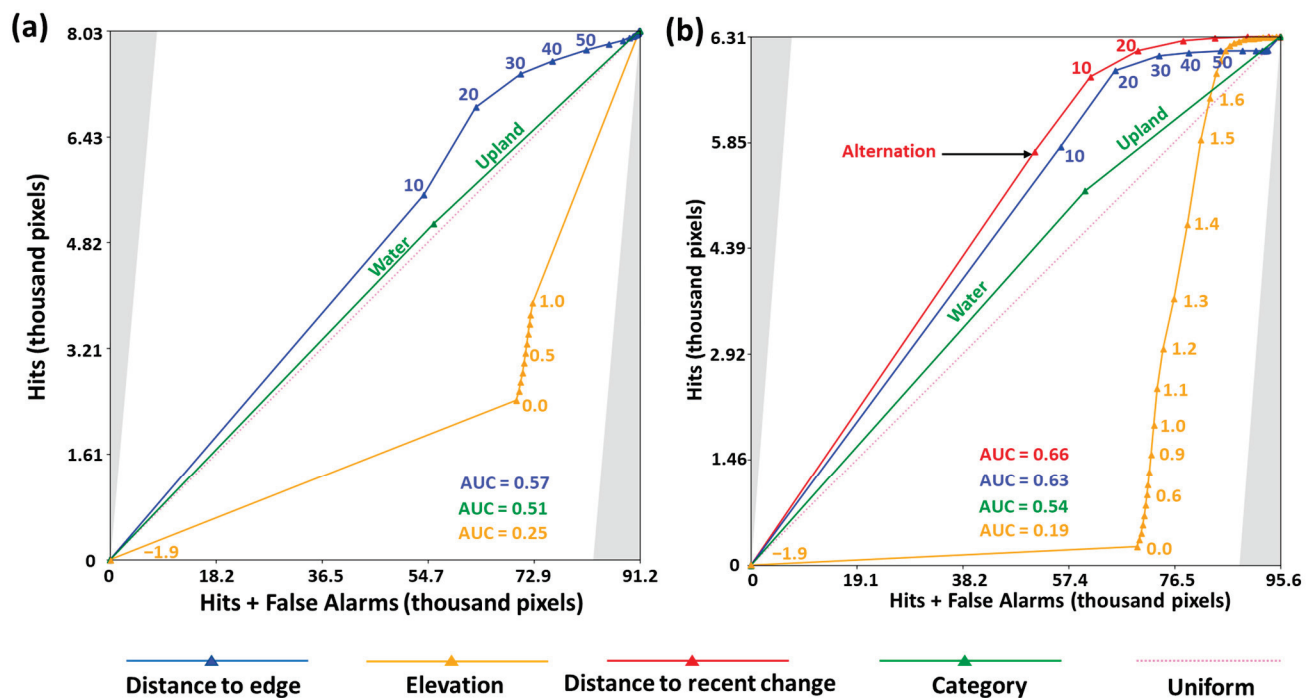 (a)
8.03
6.43
4.82
3.21
1.61
0
Hits (thousand pixels)
10
20
30
40
50
Upland
Water
1.0
0.5
0.0
−1.9
AUC = 0.57
AUC = 0.51
AUC = 0.25
0
18.2
36.5
54.7
72.9
91.2
Hits + False Alarms (thousand pixels)
(b)
6.31
5.85
4.39
2.92
1.46
0
Hits (thousand pixels)
10
20
Alternation
10
20
30
40
50
Upland
Water
1.6
1.5
1.4
1.3
1.2
1.1
1.0
0.9
0.6
0.0
−1.9
AUC = 0.66
AUC = 0.63
AUC = 0.54
AUC = 0.19
0
19.1
38.2
57.4
76.5
95.6
Hits + False Alarms (thousand pixels)
Distance to edge
Elevation
Distance to recent change
Category
Uniform